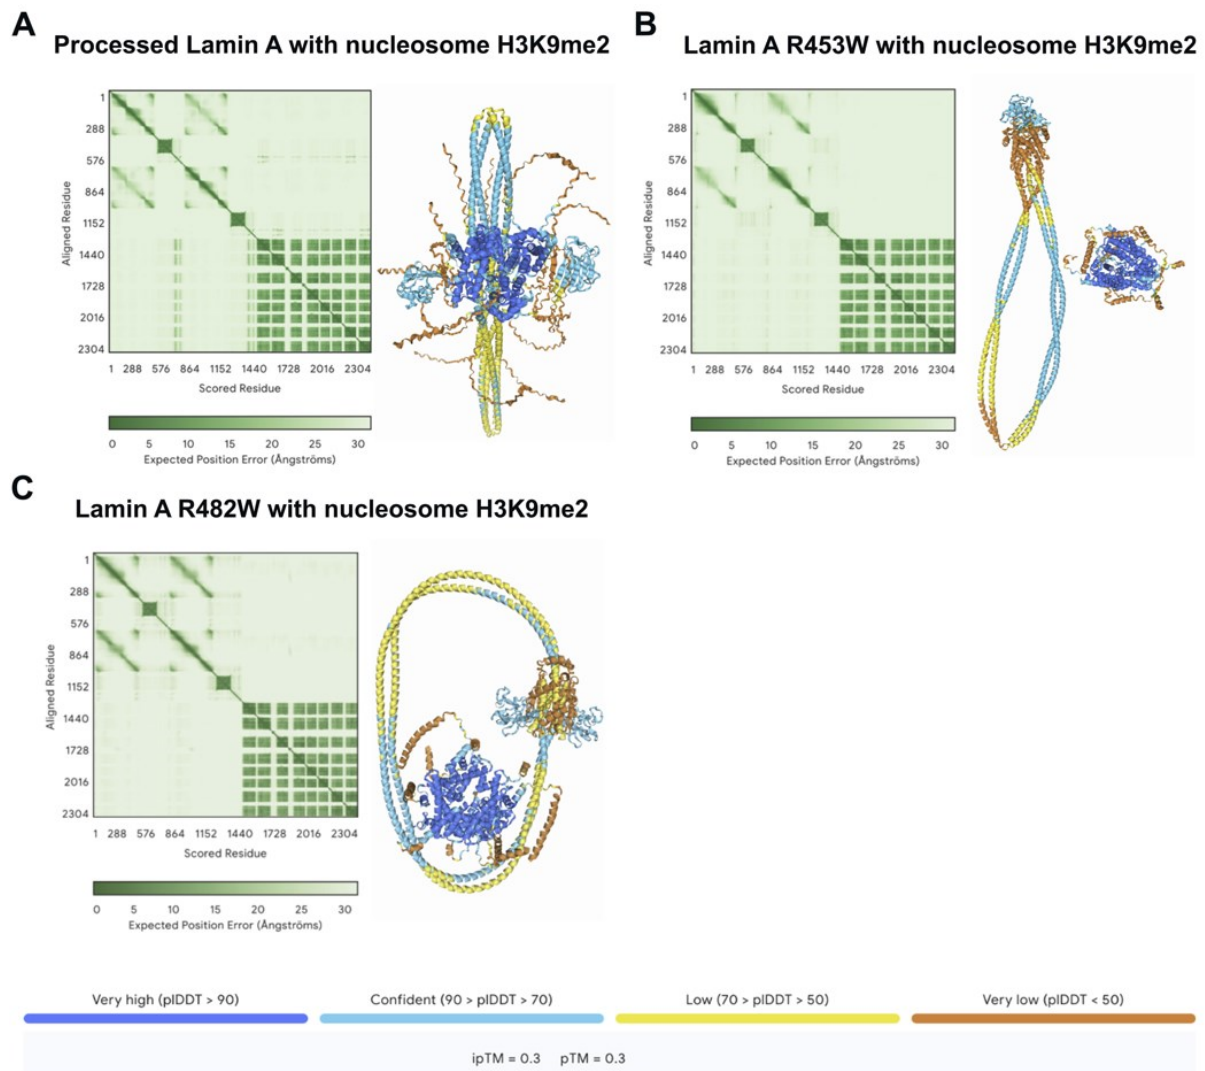 A
Processed Lamin A with nucleosome H3K9me2
1
288
576
864
1152
1440
1728
2016
2304
Aligned Residue
1 288 576 864 1152 1440 1728 2016 2304
Scored Residue
0 5 10 15 20 25 30
Expected Position Error (Ångströms)
B
Lamin A R453W with nucleosome H3K9me2
1
288
576
864
1152
1440
1728
2016
2304
Aligned Residue
1 288 576 864 1152 1440 1728 2016 2304
Scored Residue
0 5 10 15 20 25 30
Expected Position Error (Ångströms)
C
Lamin A R482W with nucleosome H3K9me2
1
288
576
864
1152
1440
1728
2016
2304
Aligned Residue
1 288 576 864 1152 1440 1728 2016 2304
Scored Residue
0 5 10 15 20 25 30
Expected Position Error (Ångströms)
Very high (plDDT > 90)
Confident (90 > plDDT > 70)
Low (70 > plDDT > 50)
Very low (plDDT < 50)
ipTM = 0.3 pTM = 0.3